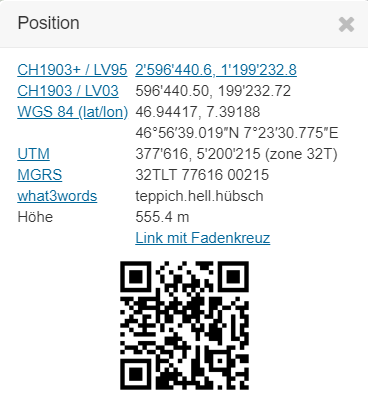 Position
CH1903+ / LV95 2'596'440.6, 1'199'232.8
CH1903 / LV03 596'440.50, 199'232.72
WGS 84 (lat/lon) 46.94417, 7.39188
46°56'39.019"N 7°23'30.775"E
UTM 377'616, 5'200'215 (zone 32T)
MGRS 32TLT 77616 00215
what3words teppich.hell.hübsch
Höhe 555.4 m
Link mit Fadenkreuz